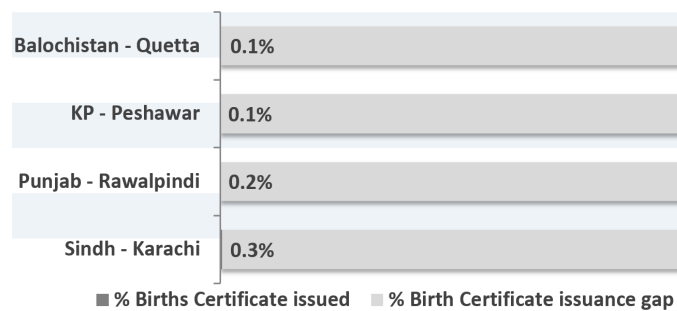 Balochistan - Quetta 0.1%
KP - Peshawar 0.1%
Punjab - Rawalpindi 0.2%
Sindh - Karachi 0.3%
% Births Certificate issued % Birth Certificate issuance gap